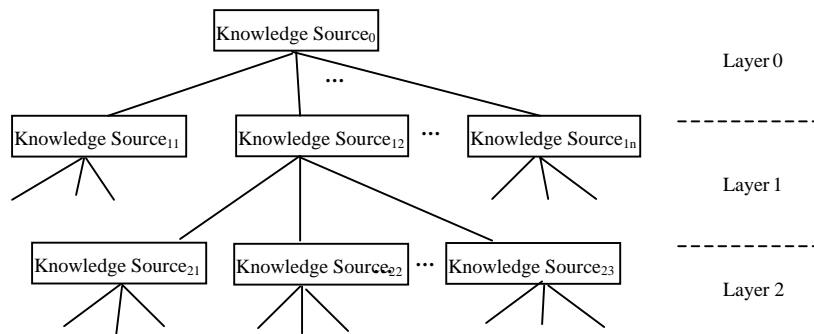 Knowledge Source₀
Layer 0
...
Knowledge Source₁₁
Knowledge Source₁₂
...
Knowledge Source₁ₙ
Layer 1
Knowledge Source₂₁
Knowledge Source₂₂
...
...
Knowledge Source₂₃
Layer 2